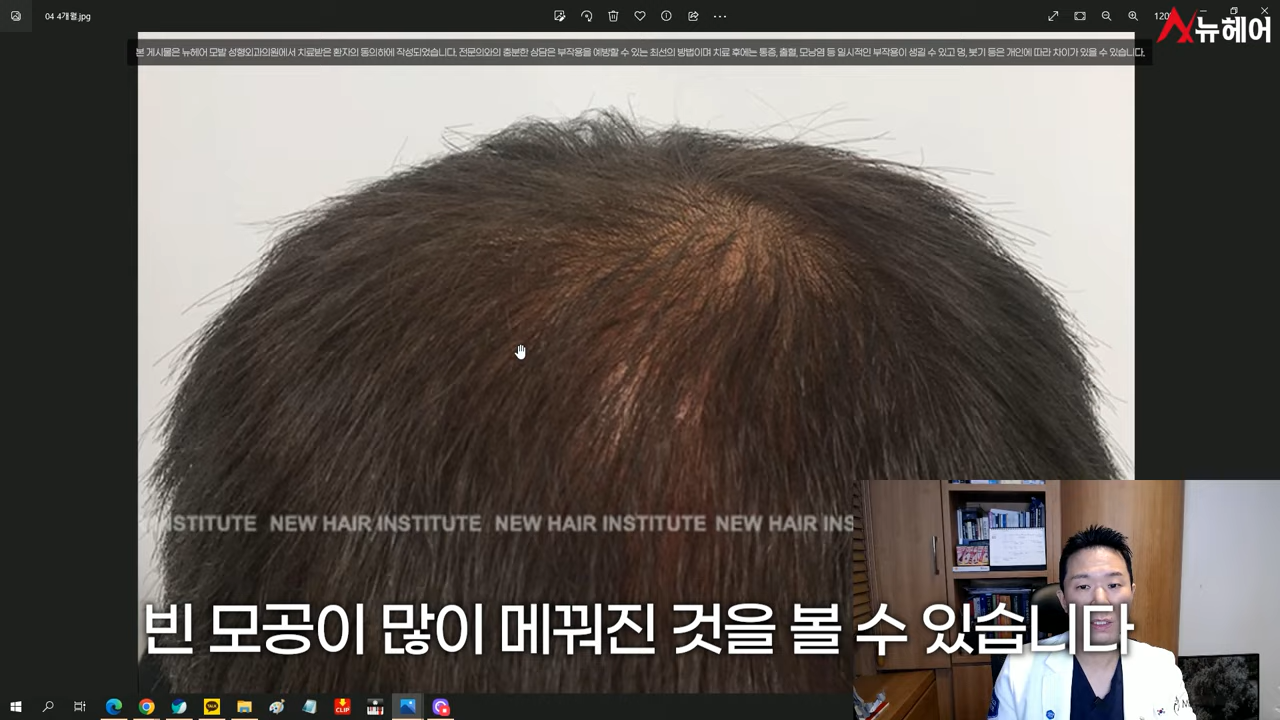 04 4개월.jpg
120%
뉴헤어
본 게시물은 뉴헤어 모발 성형외과의원에서 치료받은 환자의 동의하에 작성되었습니다. 전문의와의 충분한 상담은 부작용을 예방할 수 있는 최선의 방법이며 치료 후에는 통증, 출혈, 모낭염 등 일시적인 부작용이 생길 수 있고 멍, 붓기 등은 개인에 따라 차이가 있을 수 있습니다.
STITUTE NEW HAIR INSTITUTE NEW HAIR INSTITUTE NEW HAIR INS
빈 모공이 많이 메꿔진 것을 볼 수 있습니다
CLIP